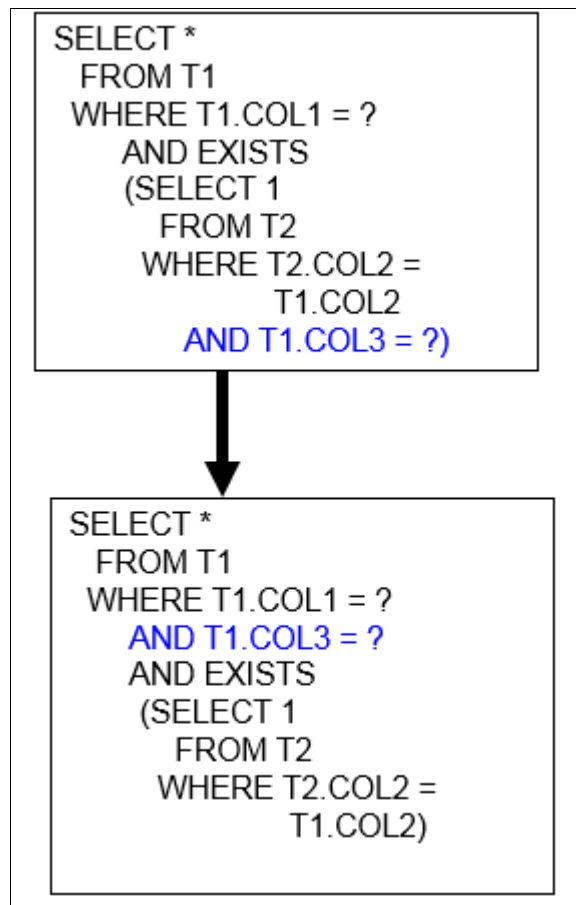 SELECT *
FROM T1
WHERE T1.COL1 = ?
AND EXISTS
(SELECT 1
FROM T2
WHERE T2.COL2 =
T1.COL2
AND T1.COL3 = ?)
SELECT *
FROM T1
WHERE T1.COL1 = ?
AND T1.COL3 = ?
AND EXISTS
(SELECT 1
FROM T2
WHERE T2.COL2 =
T1.COL2)